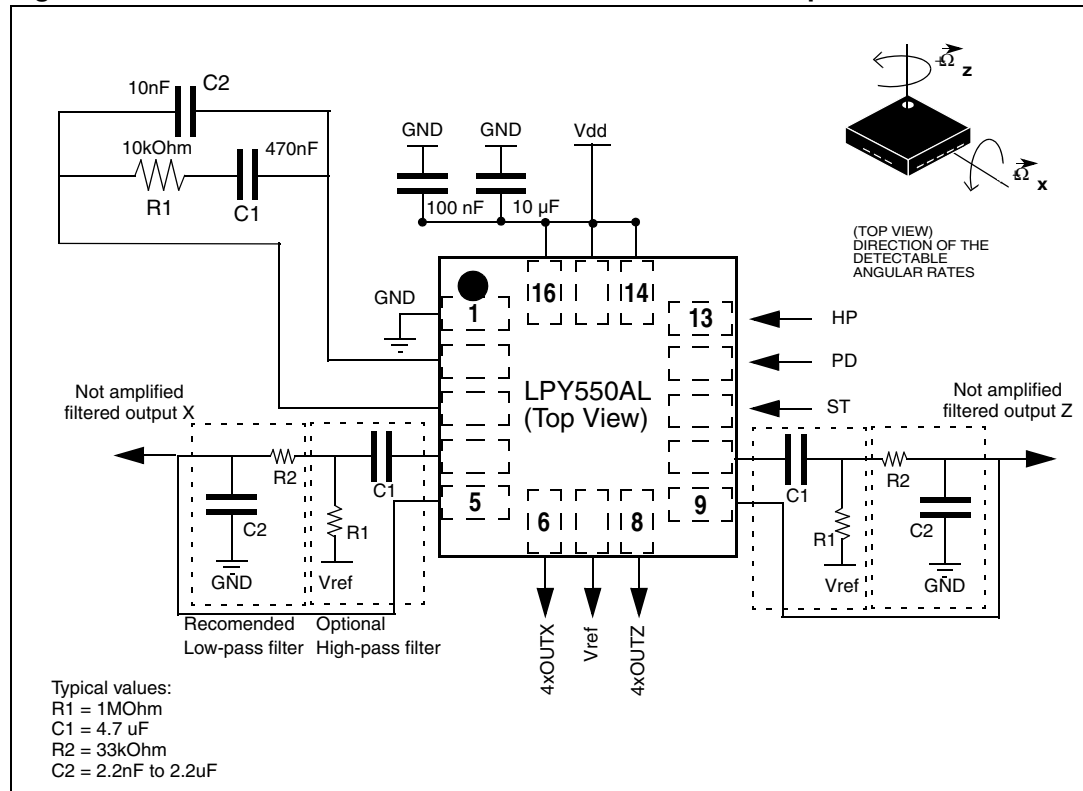 10nF
C2
10kOhm
470nF
R1
C1
GND
GND
Vdd
100 nF
10 µF
Ω z
Ω x
(TOP VIEW)
DIRECTION OF THE
DETECTABLE
ANGULAR RATES
GND
1
16
14
13
HP
PD
ST
LPY550AL
(Top View)
Not amplified
filtered output X
Not amplified
filtered output Z
R2
C1
C2
R1
GND
Vref
5
6
8
9
C1
R2
R1
C2
Vref
GND
Recomended
Low-pass filter
Optional
High-pass filter
4xOUTX
Vref
4xOUTZ
Typical values:
R1 = 1MOhm
C1 = 4.7 uF
R2 = 33kOhm
C2 = 2.2nF to 2.2uF